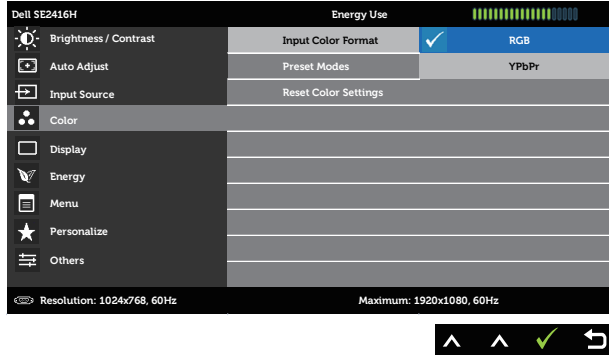 Dell SE2416H Energy Use
Brightness / Contrast Input Color Format RGB
Auto Adjust Preset Modes YPbPr
Input Source Reset Color Settings
Color
Display
Energy
Menu
Personalize
Others
Resolution: 1024x768, 60Hz Maximum: 1920x1080, 60Hz